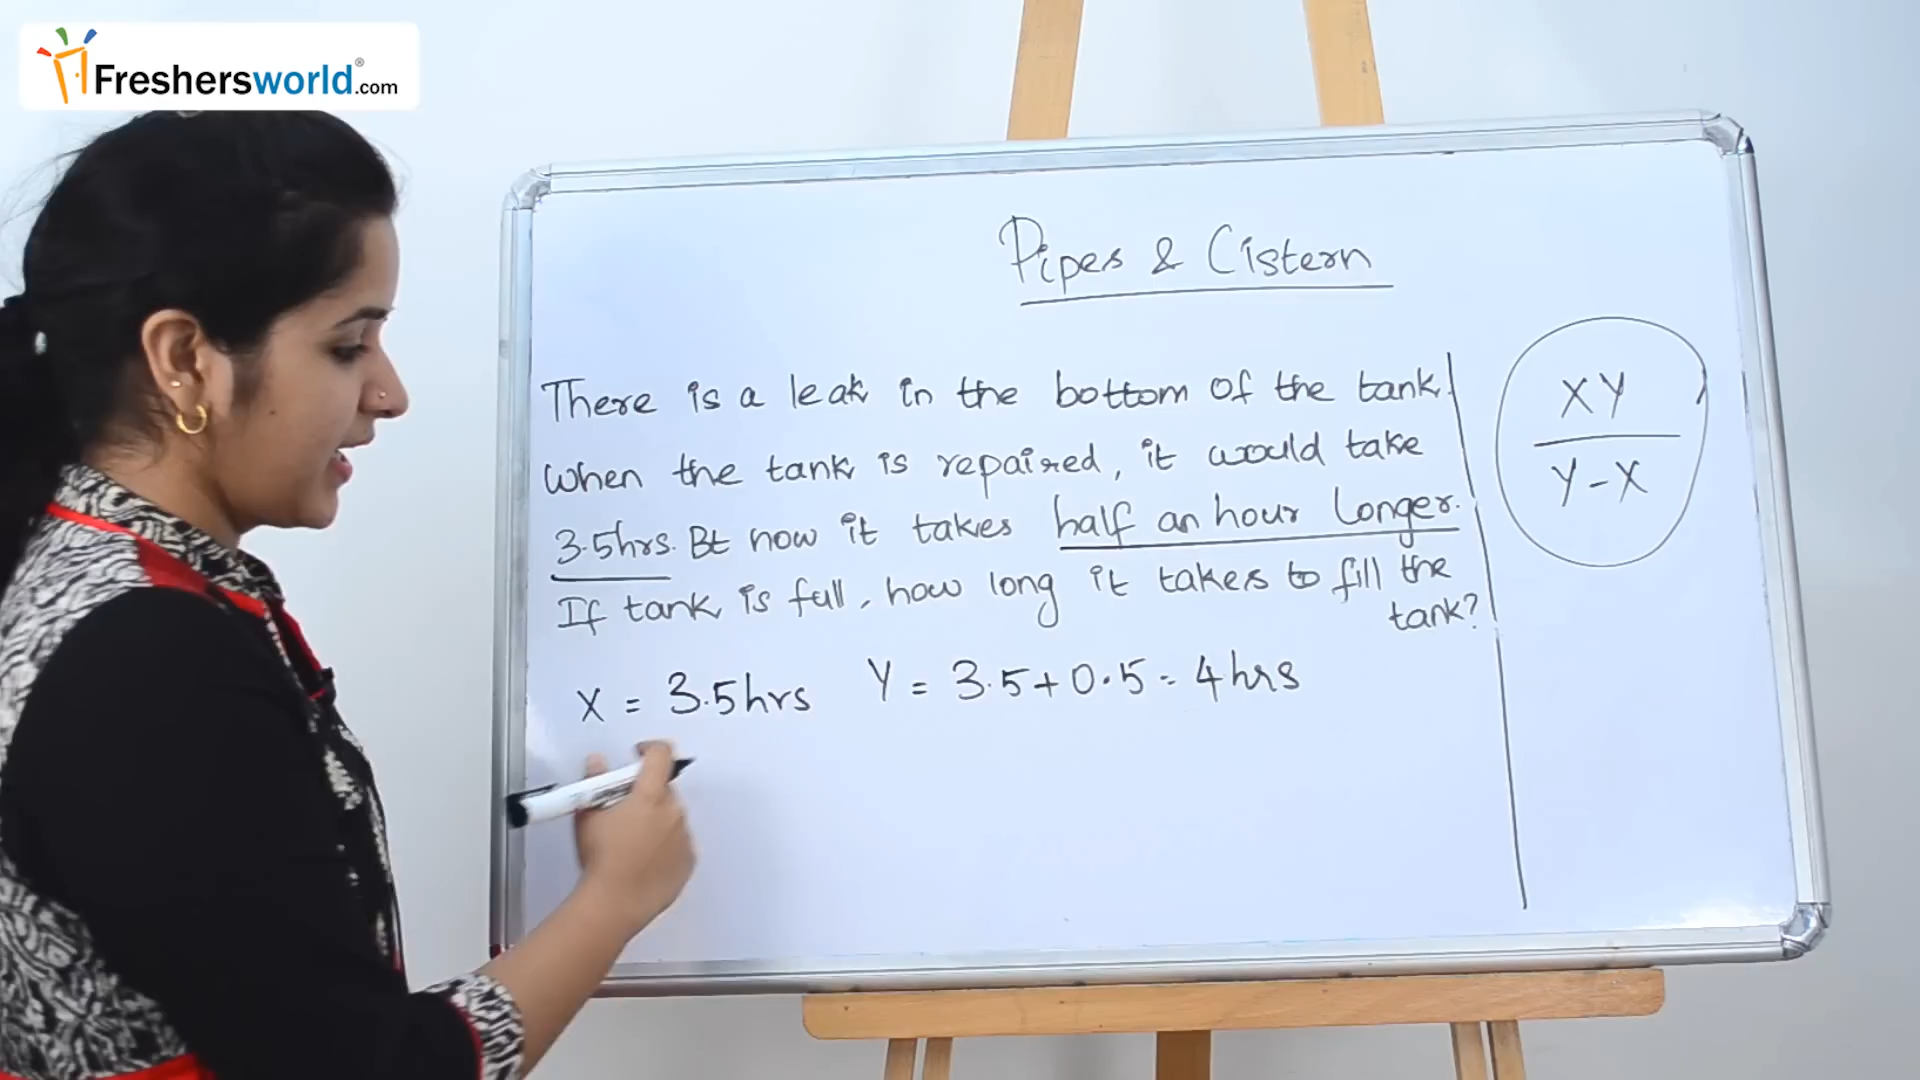 Freshersworld.com
Pipes & Cistern
There is a leak in the bottom of the tank.
When the tank is repaired, it would take
3.5hrs. Bt now it takes half an hour longer.
If tank is full, how long it takes to fill the
tank?
X = 3.5hrs Y = 3.5+0.5 = 4hrs
XY
Y-X